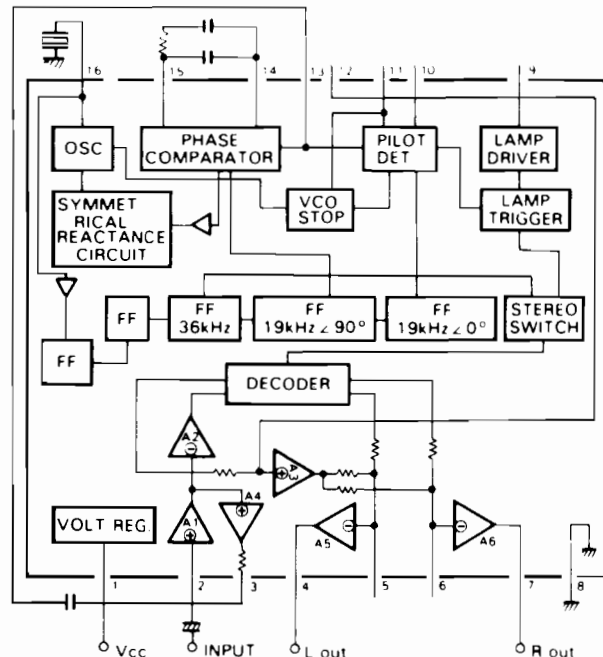 16 15 14 13 12 11 10 9
OSC
PHASE
COMPARATOR
PILOT
DET
LAMP
DRIVER
SYMMET
RICAL
REACTANCE
CIRCUIT
VCO
STOP
LAMP
TRIGGER
FF
FF
FF
36kHz
FF
19kHz∠90°
FF
19kHz∠0°
STEREO
SWITCH
DECODER
A2
⊖
A3
⊕
A4
⊕
A1
⊕
VOLT REG.
A5
⊖
A6
⊖
1 2 3 4 5 6 7 8
Vcc
INPUT
L out
R out